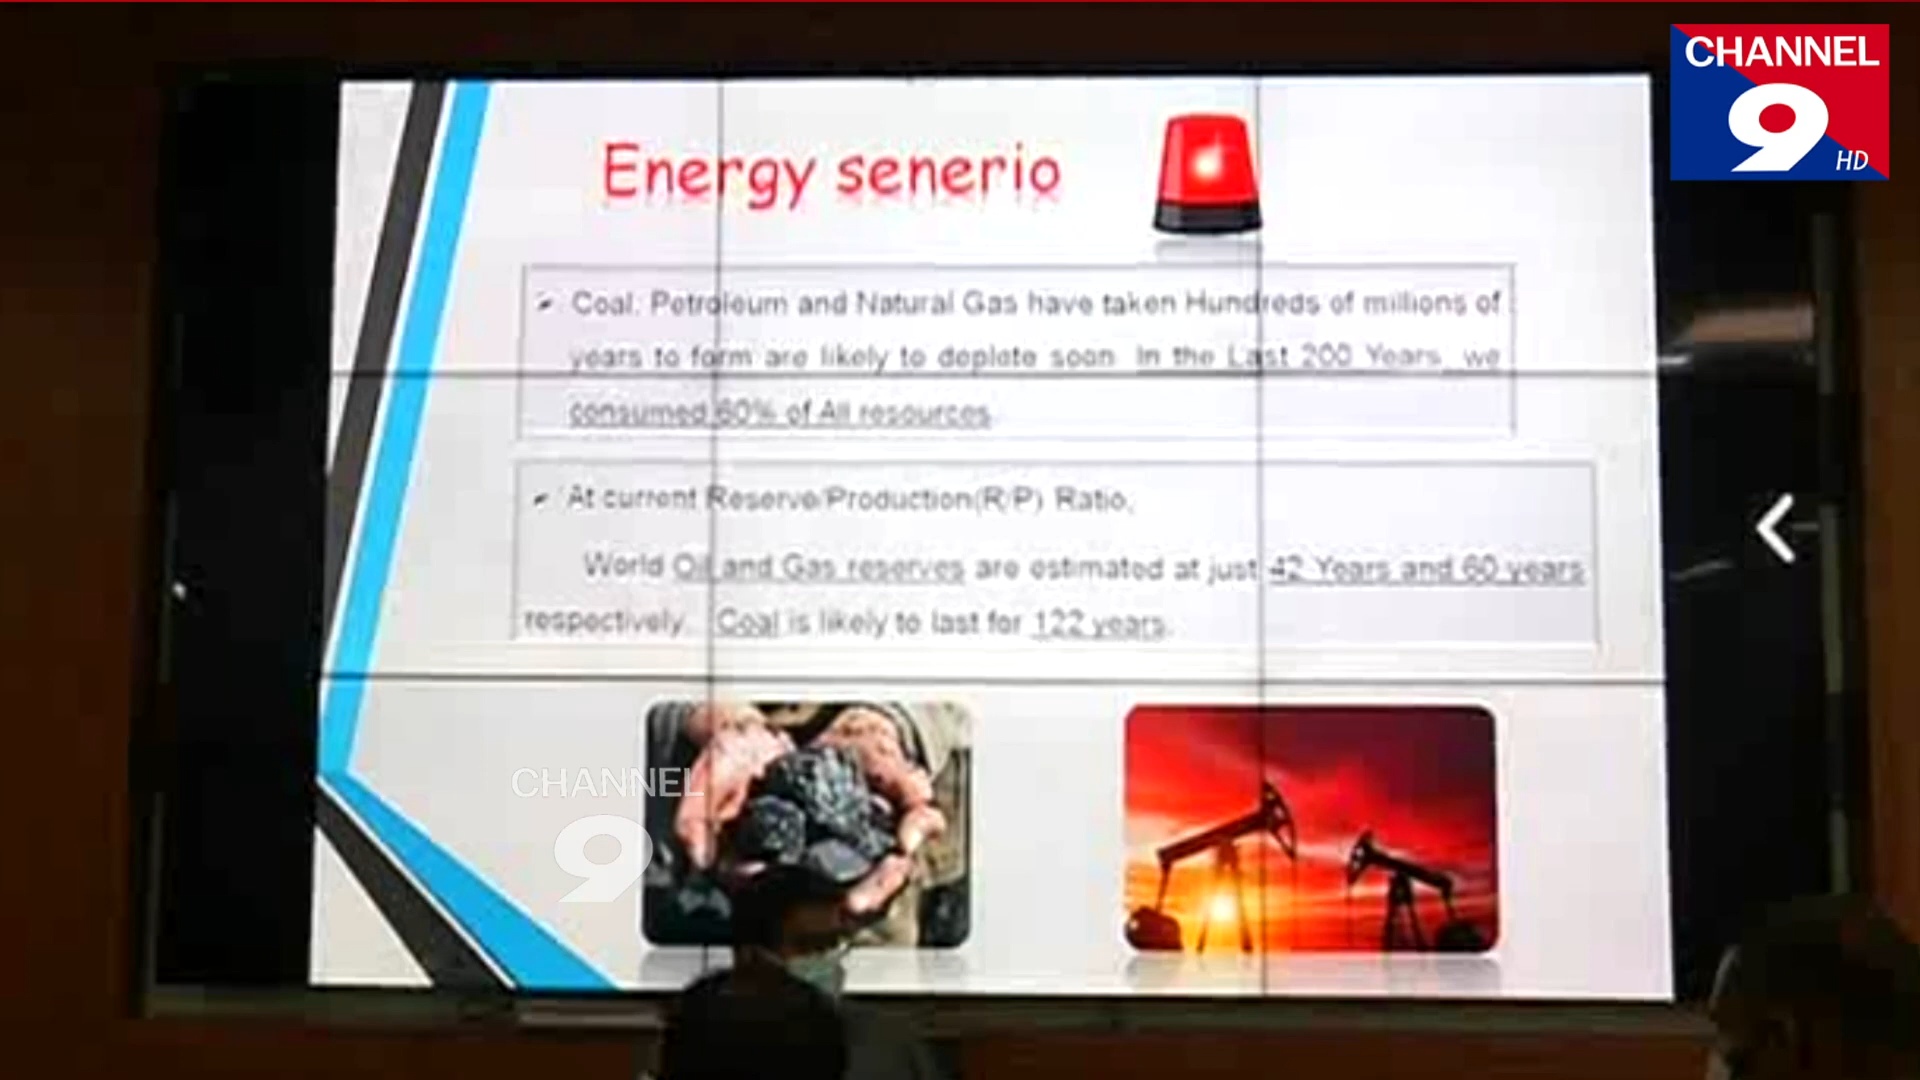 CHANNEL
9
HD
Energy senerio
Coal, Petroleum and Natural Gas have taken Hundreds of millions of
years to form are likely to deplete soon. In the Last 200 Years, we
consumed 60% of All resources.
At current Reserve/Production(R/P) Ratio,
World Oil and Gas reserves are estimated at just 42 Years and 60 years
respectively. Coal is likely to last for 122 years.
CHANNEL
9